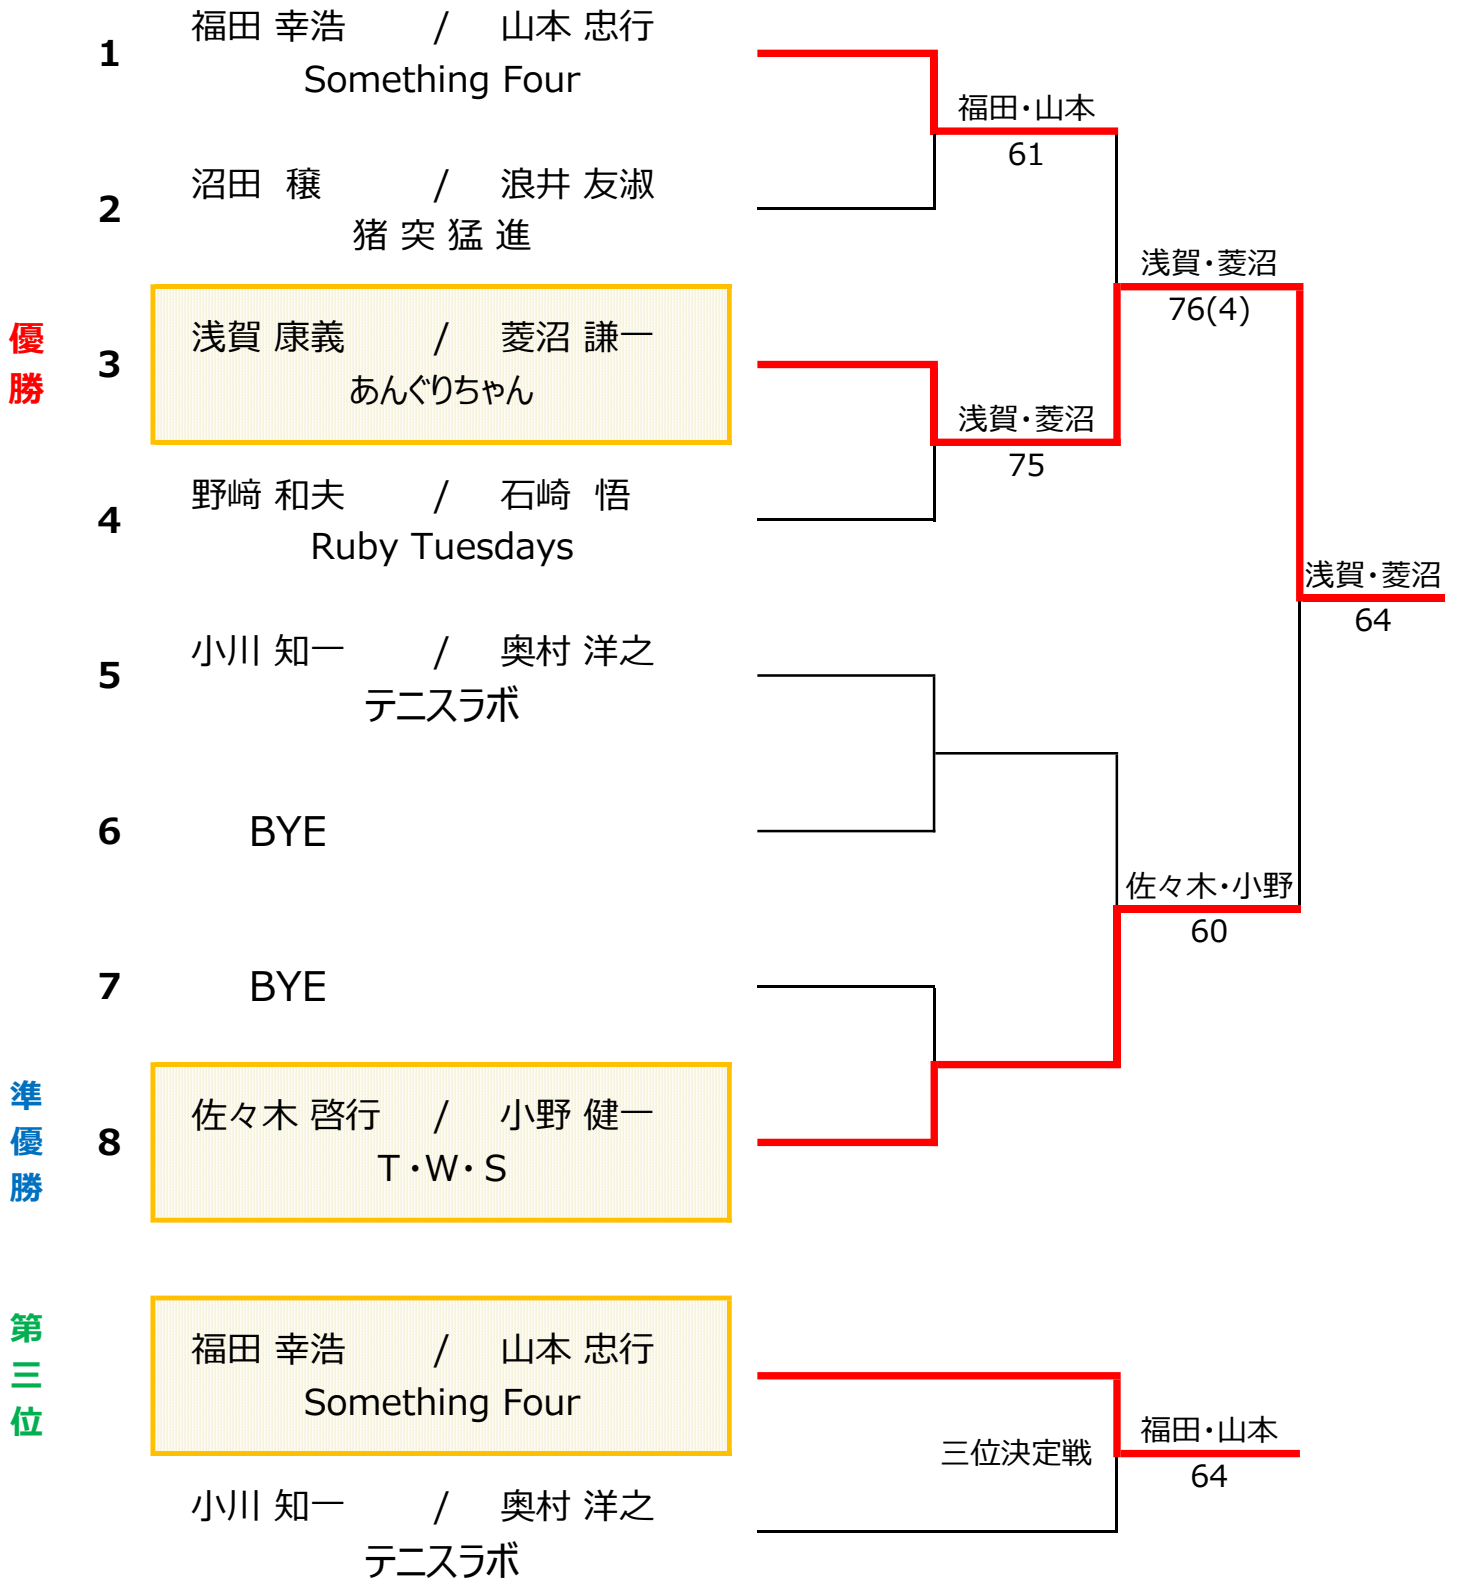 1
福田 幸浩 / 山本 忠行
Something Four
福田・山本
61
2
沼田 穣 / 浪井 友淑
猪 突 猛 進
浅賀・菱沼
76(4)
優勝
3
浅賀 康義 / 菱沼 謙一
あんぐりちゃん
浅賀・菱沼
75
4
野﨑 和夫 / 石崎 悟
Ruby Tuesdays
浅賀・菱沼
64
5
小川 知一 / 奥村 洋之
テニスラボ
6
BYE
佐々木・小野
60
7
BYE
準優勝
8
佐々木 啓行 / 小野 健一
T・W・S
第三位
福田 幸浩 / 山本 忠行
Something Four
三位決定戦
福田・山本
64
小川 知一 / 奥村 洋之
テニスラボ